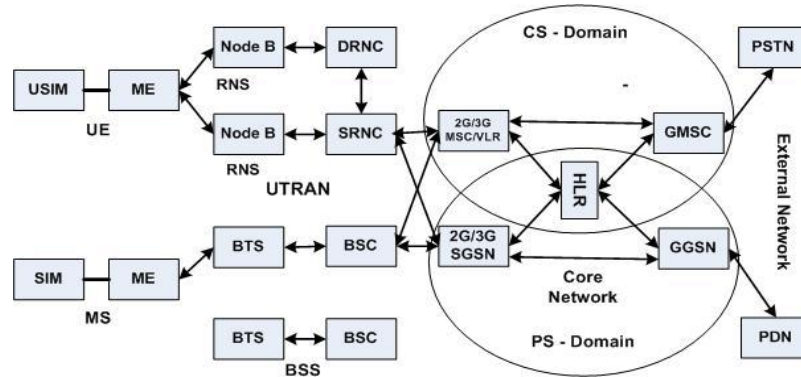 CS - Domain
Node B
DRNC
PSTN
RNS
USIM
ME
-
UE
Node B
SRNC
2G/3G
MSC/VLR
GMSC
RNS
UTRAN
HLR
External Network
BTS
BSC
2G/3G
SGSN
GGSN
SIM
ME
Core
Network
MS
BTS
BSC
PS - Domain
PDN
BSS